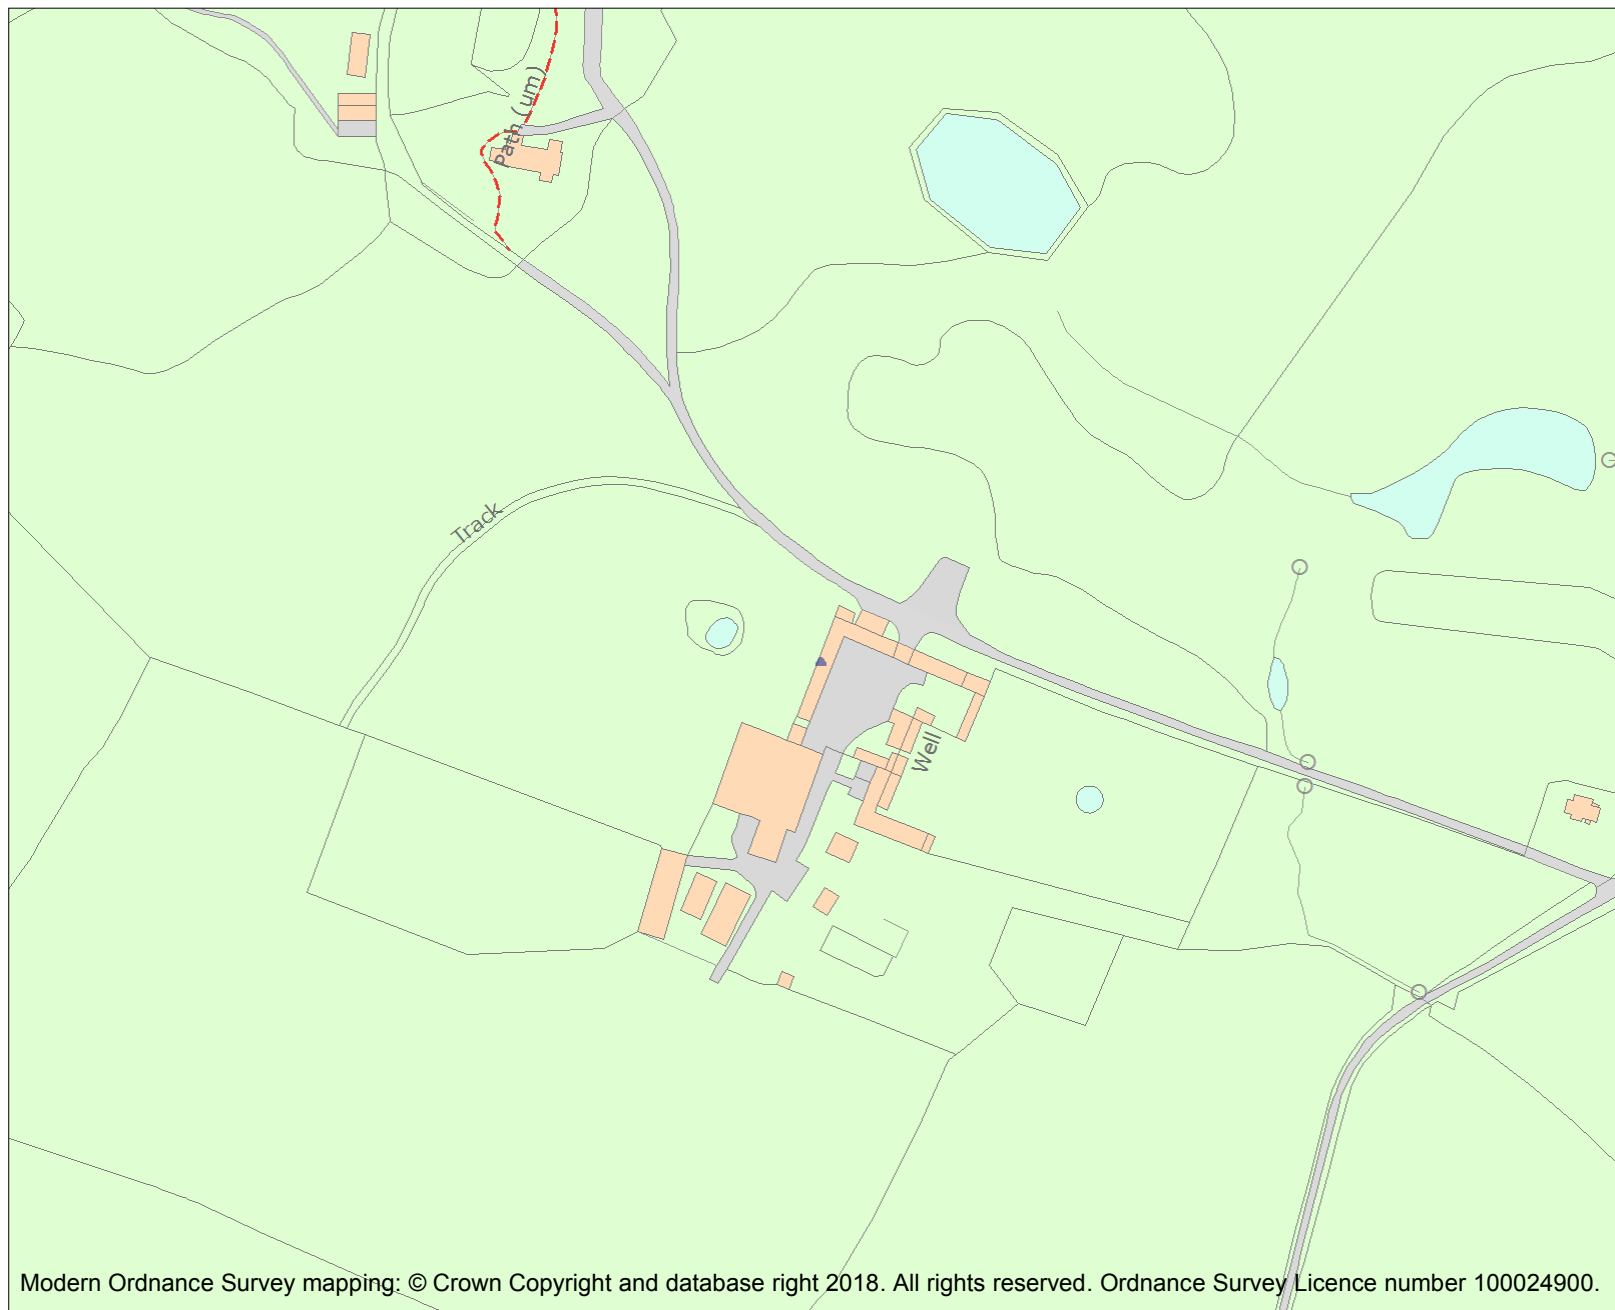 Path (um)
Track
Well
Modern Ordnance Survey mapping: © Crown Copyright and database right 2018. All rights reserved. Ordnance Survey Licence number 100024900.